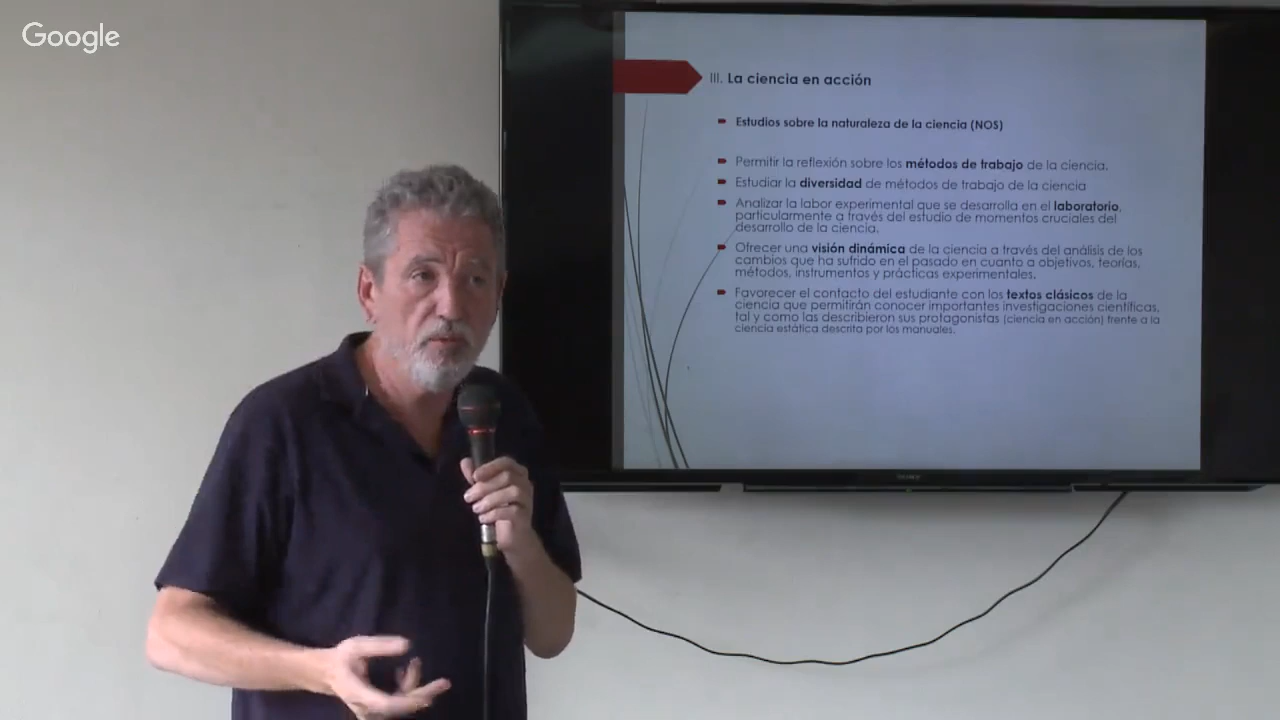 Google
III. La ciencia en acción
Estudios sobre la naturaleza de la ciencia (NOS)
Permitir la reflexión sobre los métodos de trabajo de la ciencia.
Estudiar la diversidad de métodos de trabajo de la ciencia
Analizar la labor experimental que se desarrolla en el laboratorio,
particularmente a través del estudio de momentos cruciales del
desarrollo de la ciencia.
Ofrecer una visión dinámica de la ciencia a través del análisis de los
cambios que ha sufrido en el pasado en cuanto a objetivos, teorías,
métodos, instrumentos y prácticas experimentales.
Favorecer el contacto del estudiante con los textos clásicos de la
ciencia que permitirán conocer importantes investigaciones científicas,
tal y como las describieron sus protagonistas (ciencia en acción) frente a la
ciencia estática descrita por los manuales.
SONY